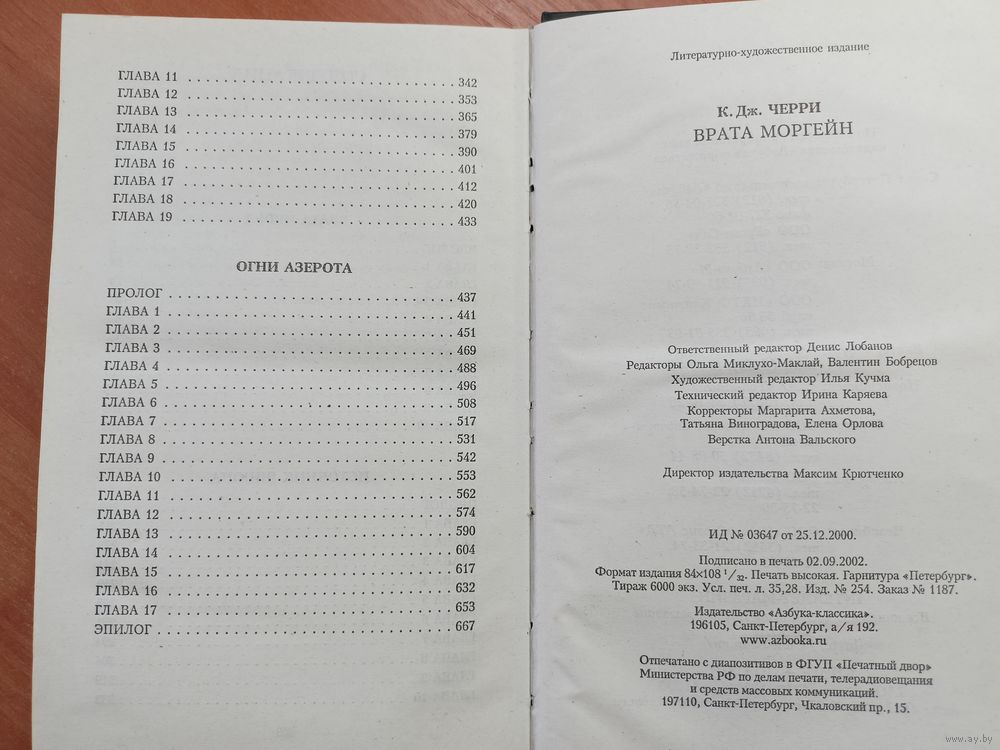 ГЛАВА 11 . . . . . . . . . . . . . . . . . . . . . . . . . . . . 342
ГЛАВА 12 . . . . . . . . . . . . . . . . . . . . . . . . . . . . 353
ГЛАВА 13 . . . . . . . . . . . . . . . . . . . . . . . . . . . . 365
ГЛАВА 14 . . . . . . . . . . . . . . . . . . . . . . . . . . . . 379
ГЛАВА 15 . . . . . . . . . . . . . . . . . . . . . . . . . . . . 390
ГЛАВА 16 . . . . . . . . . . . . . . . . . . . . . . . . . . . . 401
ГЛАВА 17 . . . . . . . . . . . . . . . . . . . . . . . . . . . . 412
ГЛАВА 18 . . . . . . . . . . . . . . . . . . . . . . . . . . . . 420
ГЛАВА 19 . . . . . . . . . . . . . . . . . . . . . . . . . . . . 433
ОГНИ АЗЕРОТА
ПРОЛОГ . . . . . . . . . . . . . . . . . . . . . . . . . . . . 437
ГЛАВА 1 . . . . . . . . . . . . . . . . . . . . . . . . . . . . 441
ГЛАВА 2 . . . . . . . . . . . . . . . . . . . . . . . . . . . . 451
ГЛАВА 3 . . . . . . . . . . . . . . . . . . . . . . . . . . . . 469
ГЛАВА 4 . . . . . . . . . . . . . . . . . . . . . . . . . . . . 488
ГЛАВА 5 . . . . . . . . . . . . . . . . . . . . . . . . . . . . 496
ГЛАВА 6 . . . . . . . . . . . . . . . . . . . . . . . . . . . . 508
ГЛАВА 7 . . . . . . . . . . . . . . . . . . . . . . . . . . . . 517
ГЛАВА 8 . . . . . . . . . . . . . . . . . . . . . . . . . . . . 531
ГЛАВА 9 . . . . . . . . . . . . . . . . . . . . . . . . . . . . 542
ГЛАВА 10 . . . . . . . . . . . . . . . . . . . . . . . . . . . . 553
ГЛАВА 11 . . . . . . . . . . . . . . . . . . . . . . . . . . . . 562
ГЛАВА 12 . . . . . . . . . . . . . . . . . . . . . . . . . . . . 574
ГЛАВА 13 . . . . . . . . . . . . . . . . . . . . . . . . . . . . 590
ГЛАВА 14 . . . . . . . . . . . . . . . . . . . . . . . . . . . . 604
ГЛАВА 15 . . . . . . . . . . . . . . . . . . . . . . . . . . . . 617
ГЛАВА 16 . . . . . . . . . . . . . . . . . . . . . . . . . . . . 632
ГЛАВА 17 . . . . . . . . . . . . . . . . . . . . . . . . . . . . 653
ЭПИЛОГ . . . . . . . . . . . . . . . . . . . . . . . . . . . . 667
Литературно-художественное издание
К. Дж. ЧЕРРИ
ВРАТА МОРГЕЙН
Ответственный редактор Денис Лобанов
Редакторы Ольга Миклухо-Маклай, Валентин Бобрецов
Художественный редактор Илья Кучма
Технический редактор Ирина Каряева
Корректоры Маргарита Ахметова,
Татьяна Виноградова, Елена Орлова
Верстка Антона Вальского
Директор издательства Максим Крютченко
ИД № 03647 от 25.12.2000.
Подписано в печать 02.09.2002.
Формат издания 84×108 1/32. Печать высокая. Гарнитура «Петербург».
Тираж 6000 экз. Усл. печ. л. 35,28. Изд. № 254. Заказ № 1187.
Издательство «Азбука-классика».
196105, Санкт-Петербург, а/я 192.
www.azbooka.ru
Отпечатано с диапозитивов в ФГУП «Печатный двор»
Министерства РФ по делам печати, телерадиовещания
и средств массовых коммуникаций.
197110, Санкт-Петербург, Чкаловский пр., 15.
www.ay.by